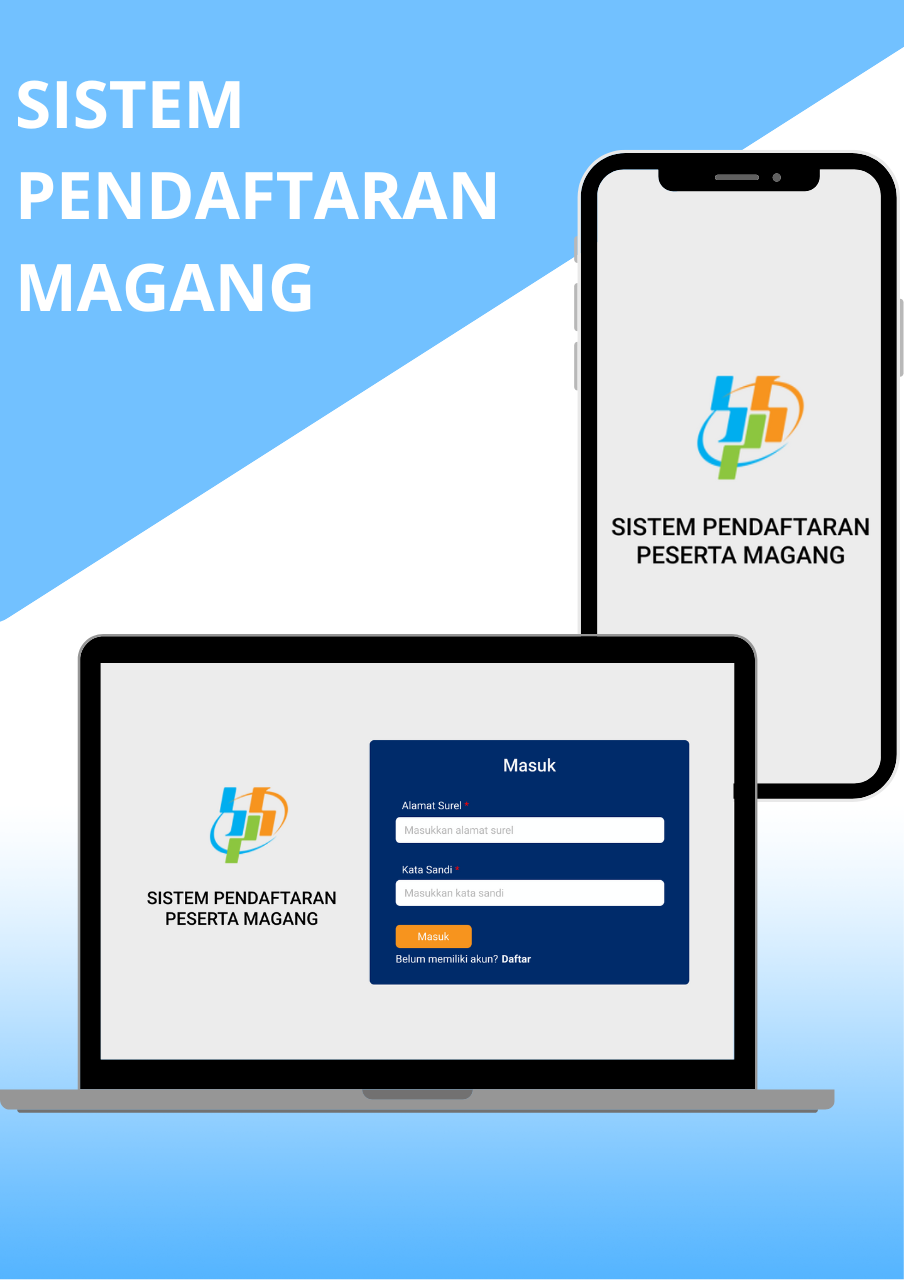 SISTEM
PENDAFTARAN
MAGANG
SISTEM PENDAFTARAN
PESERTA MAGANG
Masuk
Alamat Surel *
Masukkan alamat surel
Kata Sandi *
Masukkan kata sandi
Masuk
Belum memiliki akun? Daftar
SISTEM PENDAFTARAN
PESERTA MAGANG